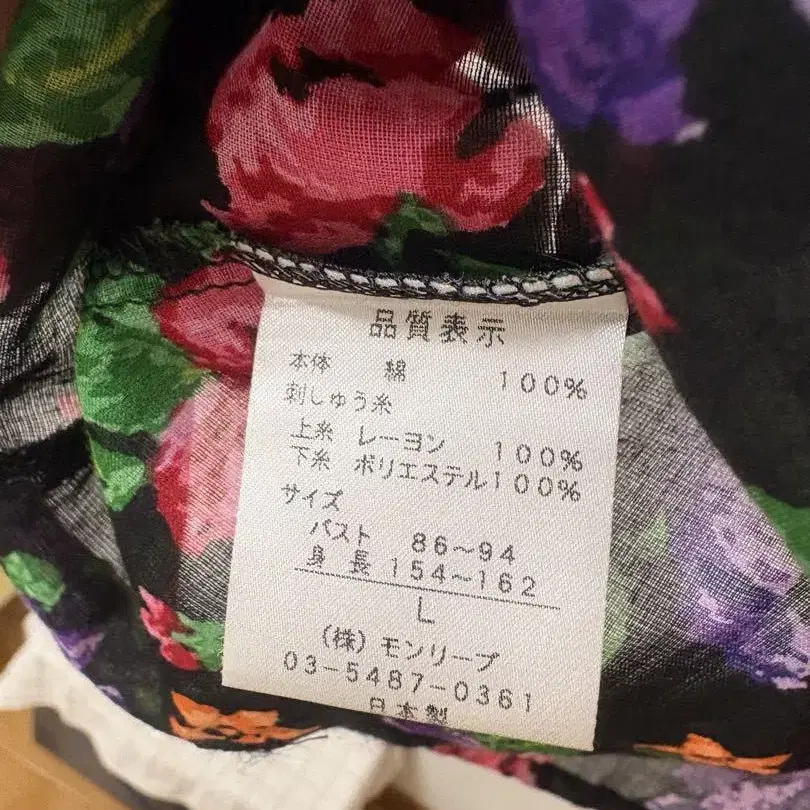 品質表示
本体 綿 100%
刺しゅう糸
上糸 レーヨン 100%
下糸 ポリエステル100%
サイズ
バスト 86~94
身長 154~162
L
(株)モンリーブ
03-5487-0361
日本製